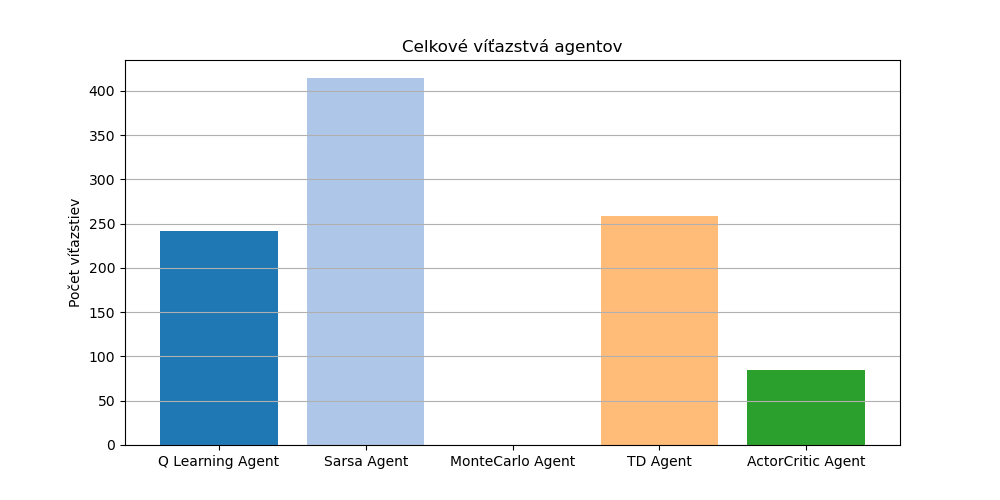 Celkové víťazstvá agentov
Počet víťazstiev
400
350
300
250
200
150
100
50
0
Q Learning Agent
Sarsa Agent
MonteCarlo Agent
TD Agent
ActorCritic Agent